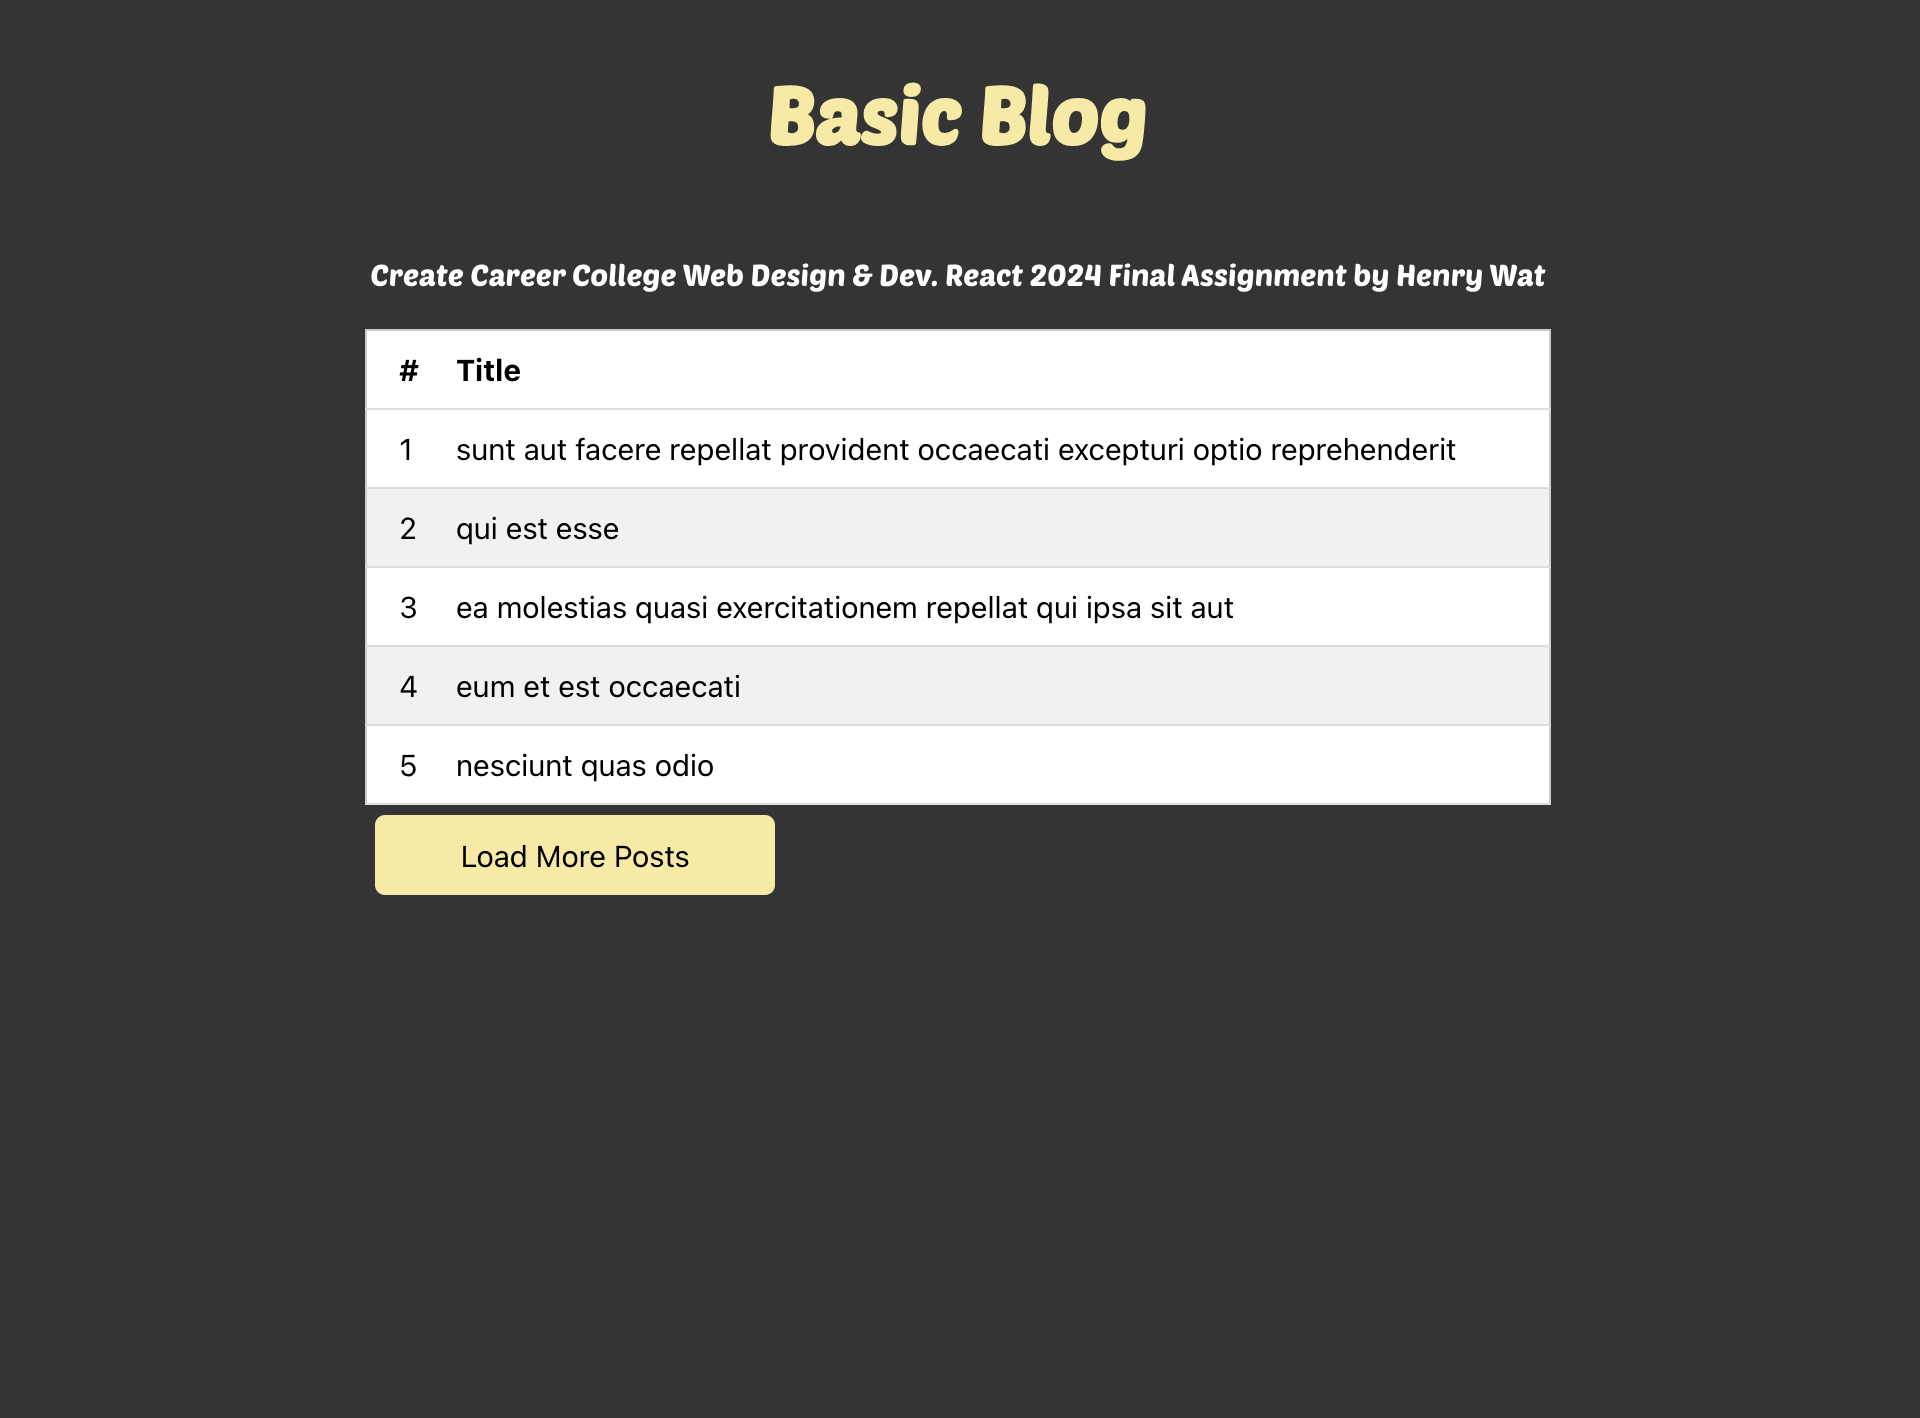 Basic Blog
Create Career College Web Design & Dev. React 2024 Final Assignment by Henry Wat
# Title
1 sunt aut facere repellat provident occaecati excepturi optio reprehenderit
2 qui est esse
3 ea molestias quasi exercitationem repellat qui ipsa sit aut
4 eum et est occaecati
5 nesciunt quas odio
Load More Posts